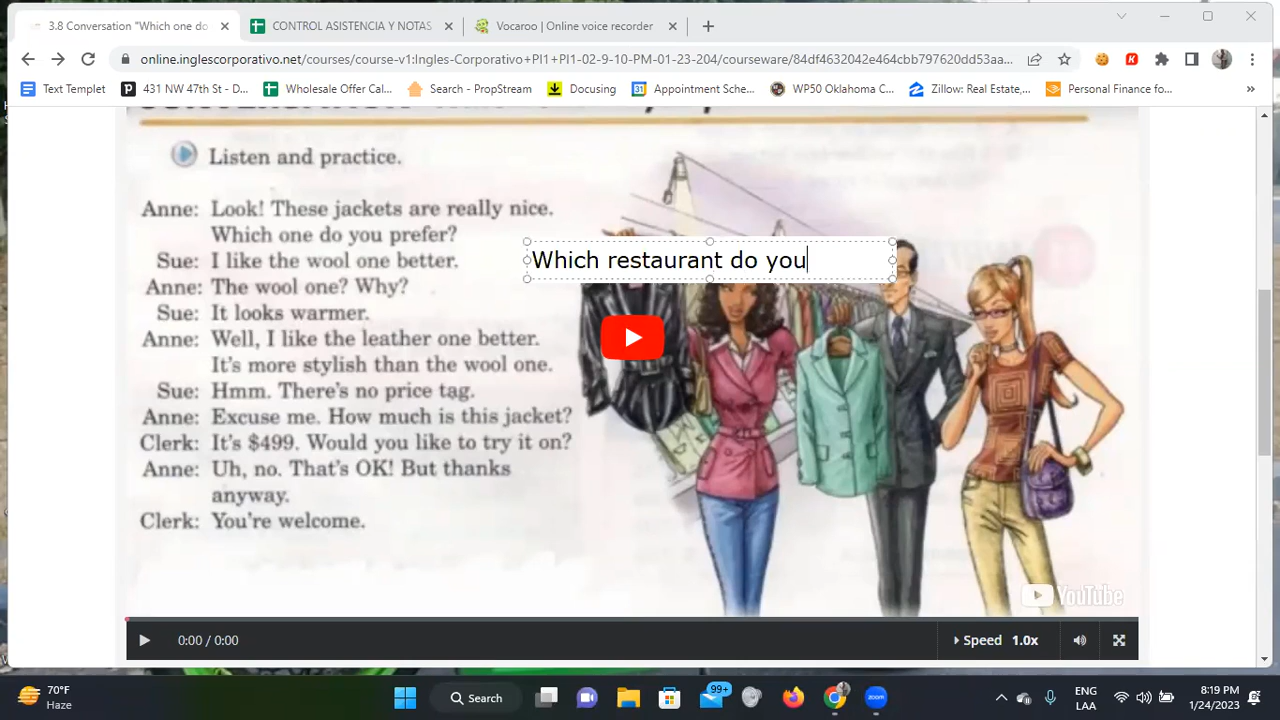 3.8 Conversation "Which one do
CONTROL ASISTENCIA Y NOTAS
Vocaroo | Online voice recorder
online.inglescorporativo.net/courses/course-v1:Ingles-Corporativo+PI1+PI1-02-9-10-PM-01-23-204/courseware/84df4632042e464cbb797620dd53aa...
Text Templet
431 NW 47th St - D...
Wholesale Offer Cal...
Search - PropStream
Docusing
Appointment Sche...
WP50 Oklahoma C...
Zillow: Real Estate,...
Personal Finance fo...
Listen and practice.
Anne: Look! These jackets are really nice.
Which one do you prefer?
Sue: I like the wool one better.
Which restaurant do you
Anne: The wool one? Why?
Sue: It looks warmer.
Anne: Well, I like the leather one better.
It's more stylish than the wool one.
Sue: Hmm. There's no price tag.
Anne: Excuse me. How much is this jacket?
Clerk: It's $499. Would you like to try it on?
Anne: Uh, no. That's OK! But thanks
anyway.
Clerk: You're welcome.
YouTube
0:00 / 0:00
Speed 1.0x
70°F
Haze
Search
99+
zoom
ENG
LAA
8:19 PM
1/24/2023